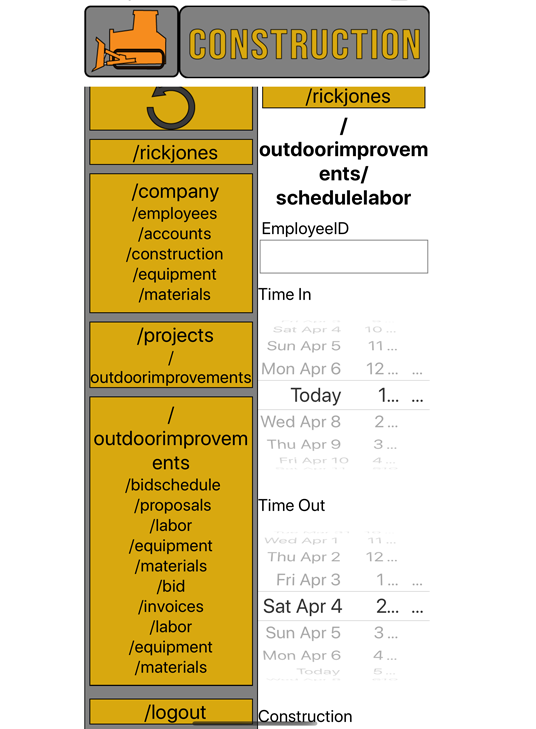 CONSTRUCTION
/rickjones
/company
/employees
/accounts
/construction
/equipment
/materials
/projects
/
outdoorimprovements
/
outdoorimprovem
ents
/bidschedule
/proposals
/labor
/equipment
/materials
/bid
/invoices
/labor
/equipment
/materials
/logout
/rickjones
/
outdoorimprovem
ents/
schedulelabor
EmployeeID
Time In
Sat Apr 4 10 ...
Sun Apr 5 11 ...
Mon Apr 6 12 ... ...
Today 1... ...
Wed Apr 8 2 ...
Thu Apr 9 3 ...
Fri Apr 10 4 ...
Time Out
Wed Apr 1 11 ...
Thu Apr 2 12 ...
Fri Apr 3 1 ... ...
Sat Apr 4 2... ...
Sun Apr 5 3 ...
Mon Apr 6 4 ...
Today 5 ...
Construction